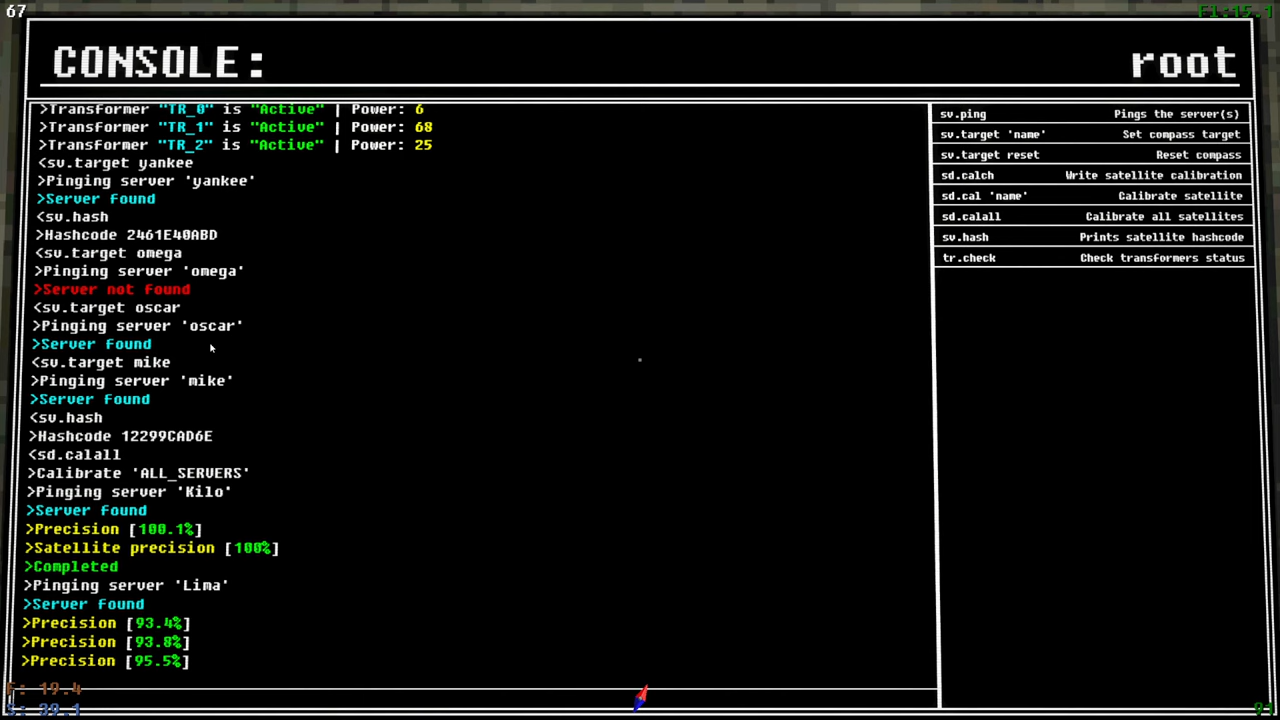 67
F1:15.1
CONSOLE:
root
>Transformer "TR_0" is "Active" | Power: 6
>Transformer "TR_1" is "Active" | Power: 68
>Transformer "TR_2" is "Active" | Power: 25
<sv.target yankee
>Pinging server 'yankee'
>Server found
<sv.hash
>Hashcode 2461E40ABD
<sv.target omega
>Pinging server 'omega'
>Server not found
<sv.target oscar
>Pinging server 'oscar'
>Server found
<sv.target mike
>Pinging server 'mike'
>Server found
<sv.hash
>Hashcode 12299CAD6E
<sd.calall
>Calibrate 'ALL_SERVERS'
>Pinging server 'Kilo'
>Server found
>Precision [100.1%]
>Satellite precision [100%]
>Completed
>Pinging server 'Lima'
>Server found
>Precision [93.4%]
>Precision [93.8%]
>Precision [95.5%]
sv.ping Pings the server(s)
sv.target 'name' Set compass target
sv.target reset Reset compass
sd.calch Write satellite calibration
sd.cal 'name' Calibrate satellite
sd.calall Calibrate all satellites
sv.hash Prints satellite hashcode
tr.check Check transformers status